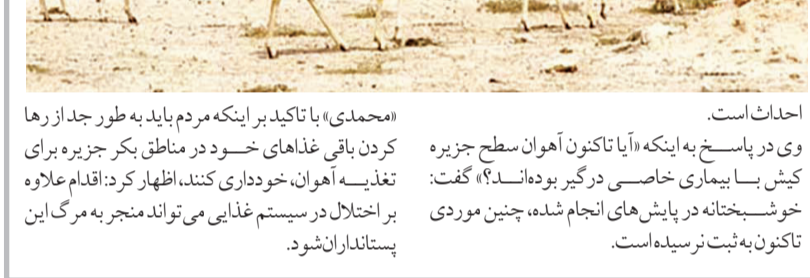 احداث است.
وی در پاسخ به اینکه «آیا تاکنون آهوان سطح جزیره
کیش با بیماری خاصی درگیر بوده‌اند؟» گفت:
خوشبختانه در پایش‌های انجام شده، چنین موردی
تاکنون به ثبت نرسیده است.
«محمدی» با تاکید بر اینکه مردم باید به طور جد از رها
کردن باقی غذاهای خود در مناطق بکر جزیره برای
تغذیه آهوان، خودداری کنند، اظهار کرد: اقدام علاوه
بر اختلال در سیستم غذایی می‌تواند منجر به مرگ این
پستانداران‌شود.